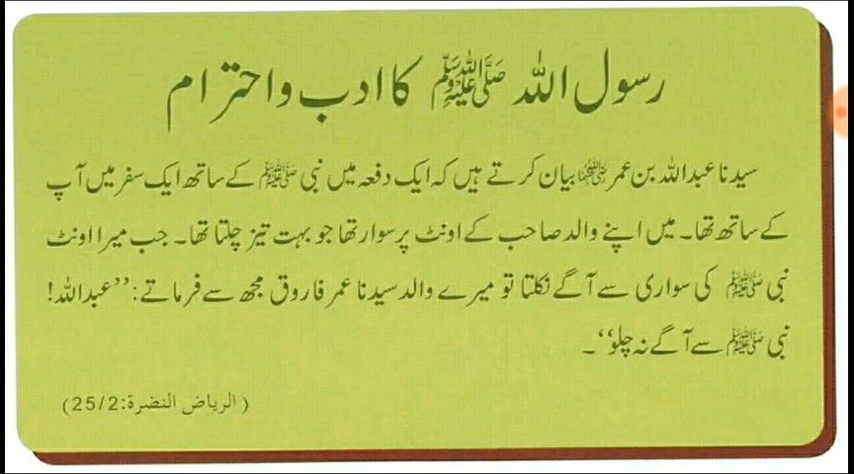 رسول اللہ ﷺ کا ادب و احترام
سیدنا عبداللہ بن عمر رضی اللہ عنہما بیان کرتے ہیں کہ ایک دفعہ میں نبی ﷺ کے ساتھ ایک سفر میں آپ
کے ساتھ تھا۔ میں اپنے والد صاحب کے اونٹ پر سوار تھا جو بہت تیز چلتا تھا۔ جب میرا اونٹ
نبی ﷺ کی سواری سے آگے نکلتا تو میرے والد سیدنا عمر فاروق مجھ سے فرماتے: ’’عبداللہ!
نبی ﷺ سے آگے نہ چلو‘‘۔
(الریاض النضرة: 25/2)